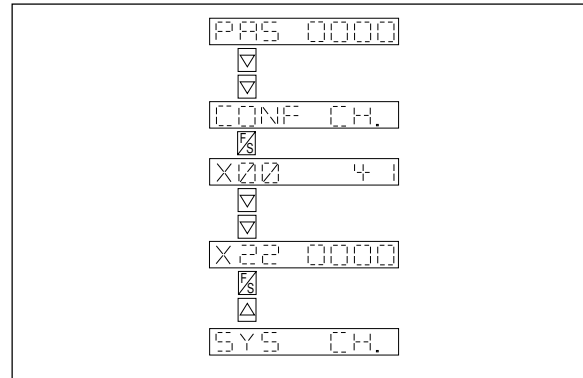 PAS 0000
▽
▽
CONF CH.
F/S
X00 41
▽
▽
X22 0000
F/S
△
SYS CH.